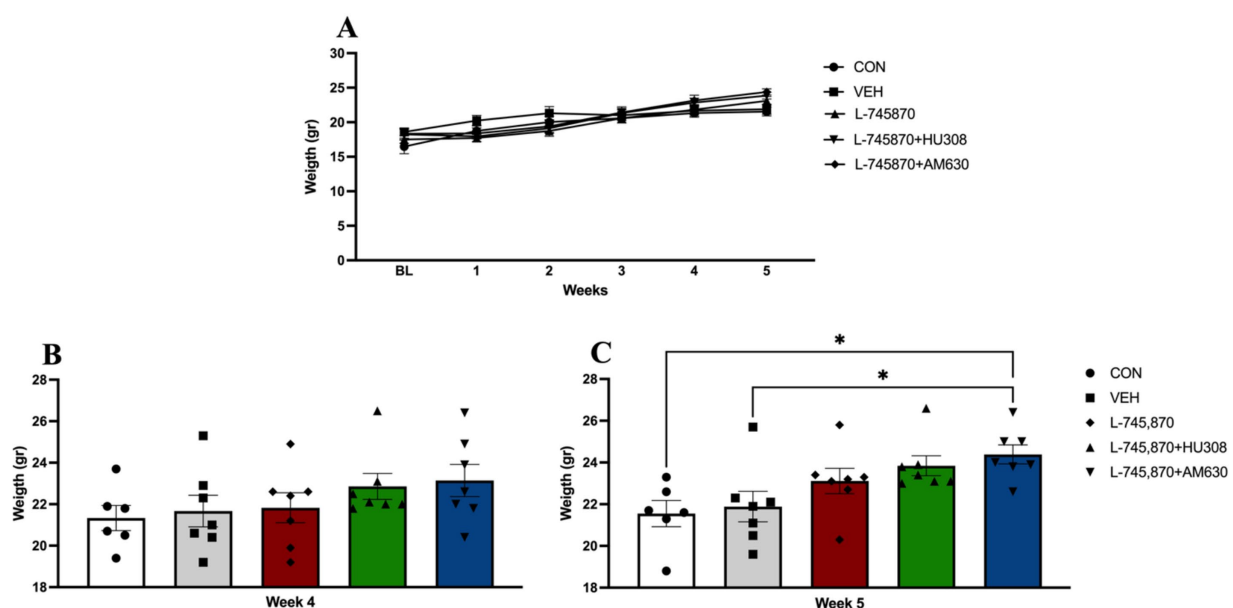 A
30
25
20
15
10
5
0
Weigth (gr)
BL 1 2 3 4 5
Weeks
CON
VEH
L-745870
L-745870+HU308
L-745870+AM630
B
28
26
24
22
20
18
Weigth (gr)
Week 4
C
28
26
24
22
20
18
Weigth (gr)
*
*
Week 5
CON
VEH
L-745,870
L-745,870+HU308
L-745,870+AM630